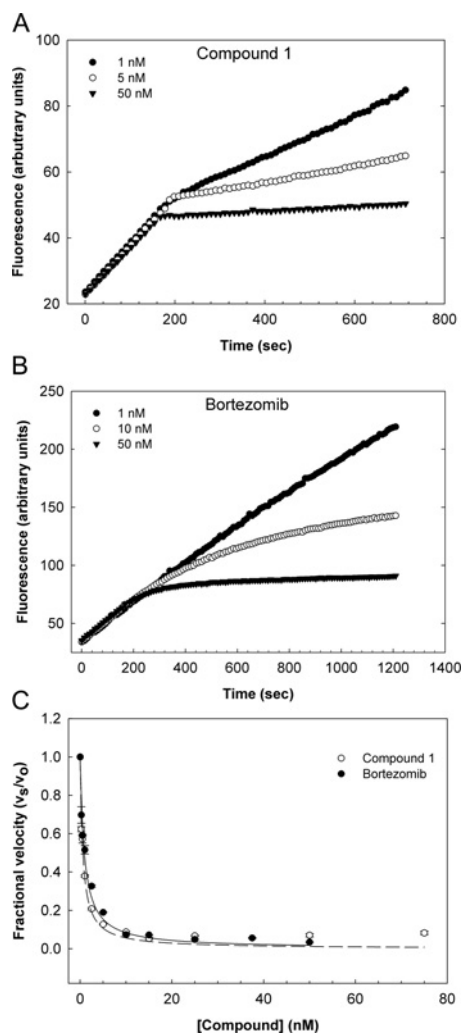 A
Compound 1
1 nM
5 nM
50 nM
100
80
60
40
20
Fluorescence (arbutrary units)
0 200 400 600 800
Time (sec)
B
Bortezomib
1 nM
10 nM
50 nM
250
200
150
100
50
Fluorescence (arbitrary units)
0 200 400 600 800 1000 1200 1400
Time (sec)
C
Compound 1
Bortezomib
1.2
1.0
0.8
0.6
0.4
0.2
0.0
Fractional velocity (vs/vo)
0 20 40 60 80
[Compound] (nM)